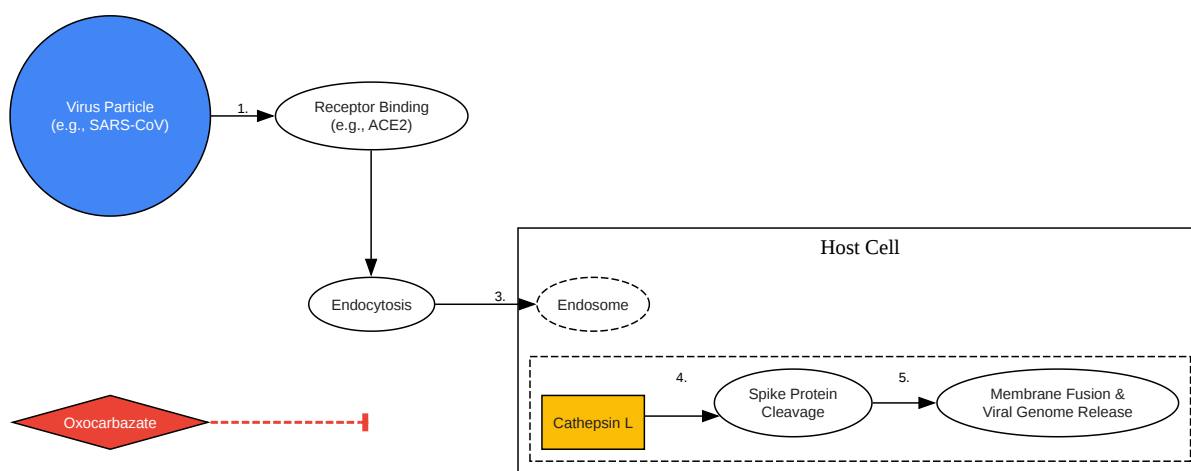 Virus Particle
(e.g., SARS-CoV)
1.
Receptor Binding
(e.g., ACE2)
Host Cell
Endocytosis
3.
Endosome
4.
Spike Protein
Cleavage
5.
Membrane Fusion &
Viral Genome Release
Oxocarbazate
Cathepsin L